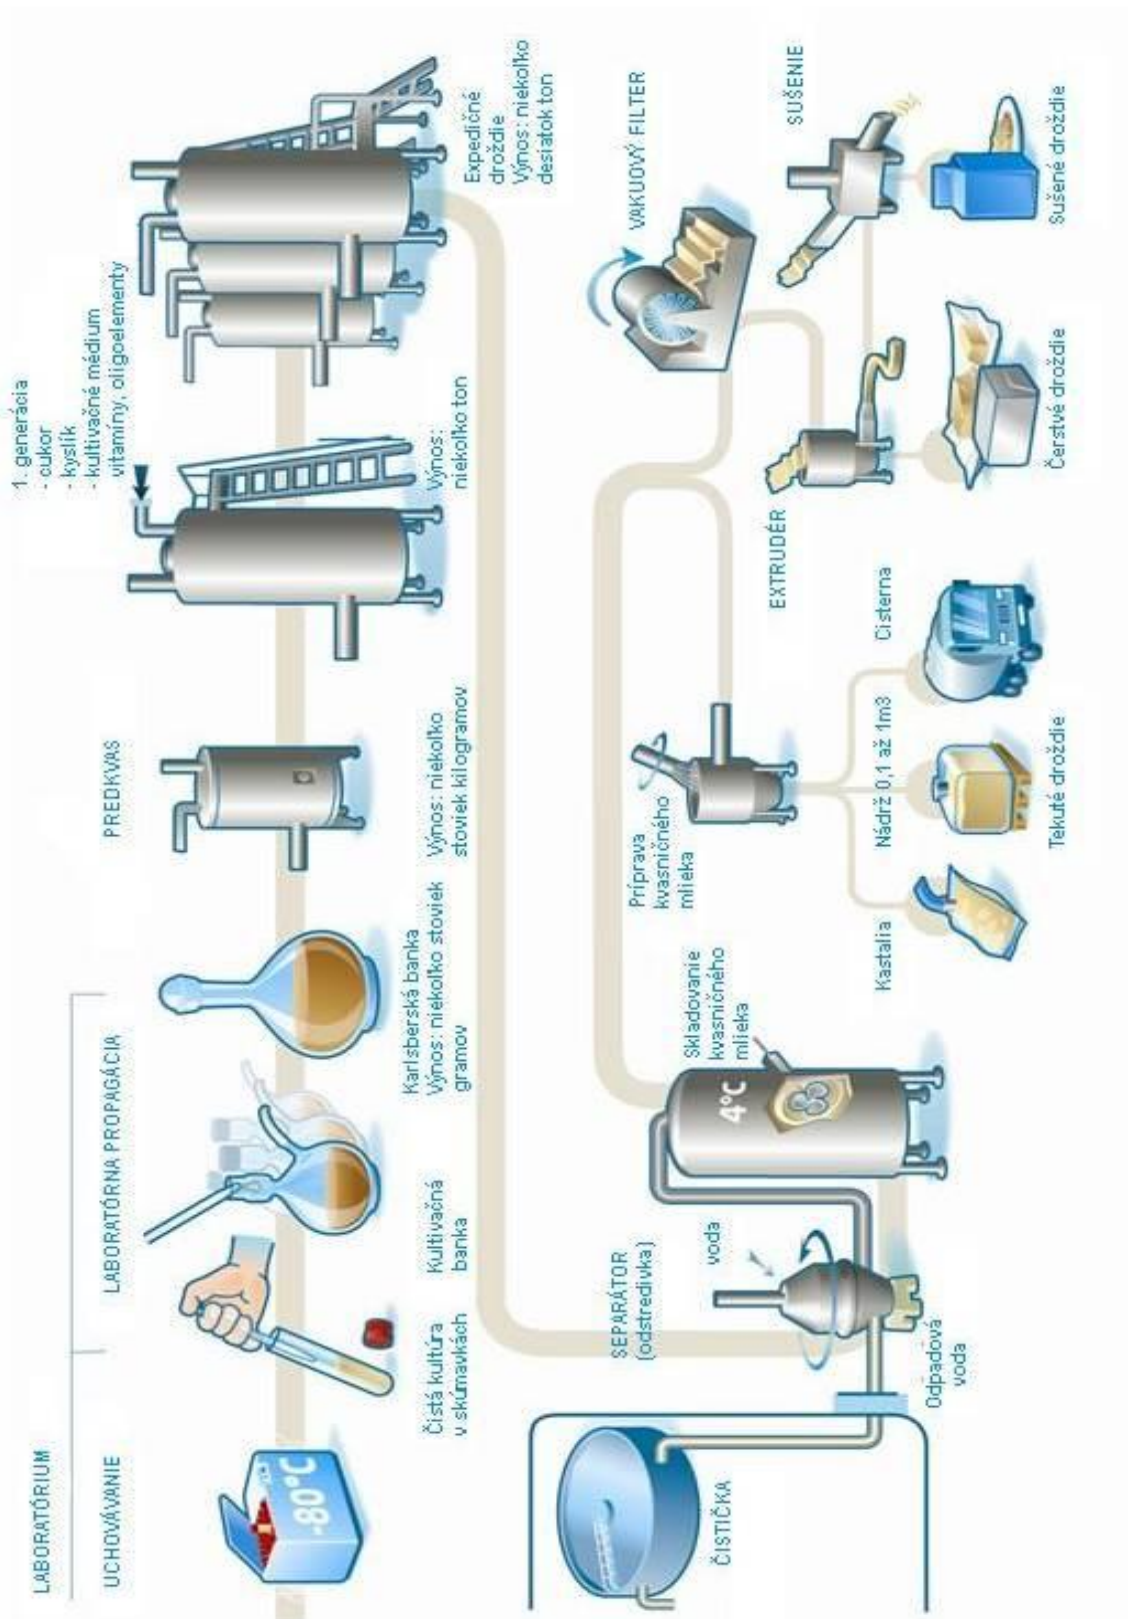 LABORATÓRIUM
UCHOVÁVANIE
LABORATÓRNA PROPAGÁCIA
PREDKVAS
1. generácia
- cukor
- kyslík
- kultivačné médium
vitamíny, oligoelementy
-80°C
Čistá kultúra
v skúmavkách
Kultivačná
banka
Karlsberská banka
Výnos: niekoľko stoviek
gramov
Výnos: niekoľko
stoviek kilogramov
Výnos:
niekoľko ton
Expedičné
droždie
Výnos: niekoľko
desiatok ton
ČISTIČKA
SEPARÁTOR
(odstredivka)
voda
Odpadová
voda
Skladovanie
kvasničného
mlieka
4°C
Príprava
kvasničného
mlieka
Kastalia
Nádrž 0,1 až 1m3
Cisterna
Tekuté droždie
VAKUOVÝ FILTER
EXTRUDÉR
SUŠENIE
Čerstvé droždie
Sušené droždie